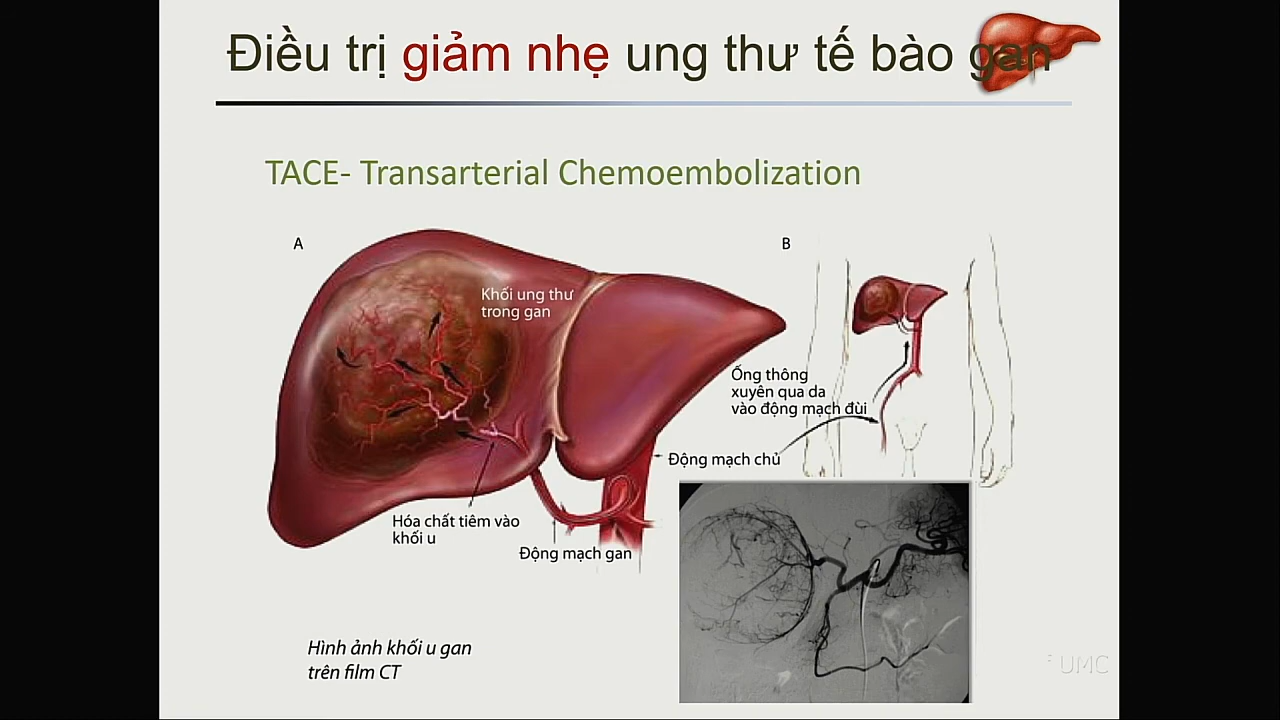 Điều trị giảm nhẹ ung thư tế bào gan
TACE- Transarterial Chemoembolization
A
B
Khối ung thư
trong gan
Ống thông
xuyên qua da
vào động mạch đùi
Động mạch chủ
Hóa chất tiêm vào
khối u
Động mạch gan
Hình ảnh khối u gan
trên film CT
UMC